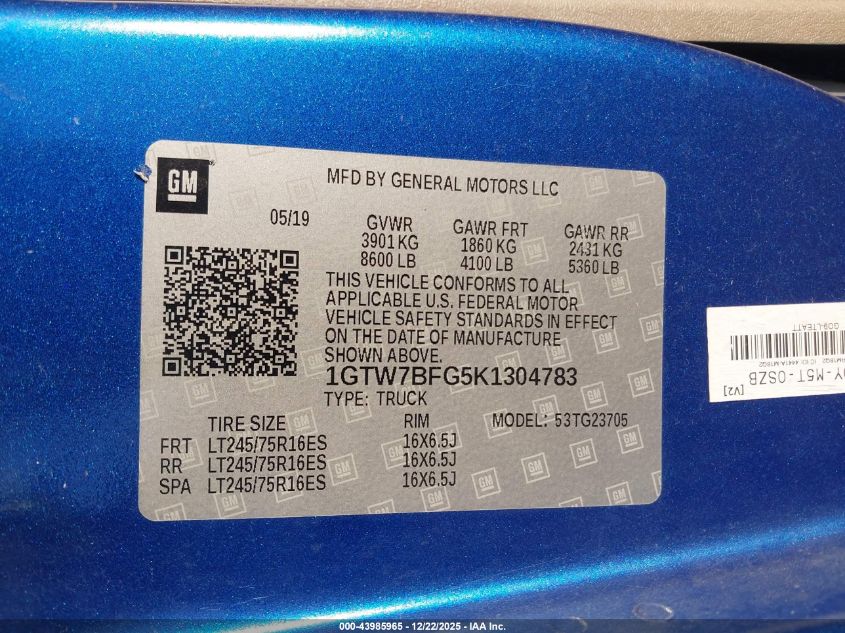 GM
MFD BY GENERAL MOTORS LLC
05/19
GVWR GAWR FRT GAWR RR
3901 KG 1860 KG 2431 KG
8600 LB 4100 LB 5360 LB
THIS VEHICLE CONFORMS TO ALL
APPLICABLE U.S. FEDERAL MOTOR
VEHICLE SAFETY STANDARDS IN EFFECT
ON THE DATE OF MANUFACTURE
SHOWN ABOVE.
1GTW7BFG5K1304783
TYPE: TRUCK
TIRE SIZE RIM MODEL: 53TG23705
FRT LT245/75R16ES 16X6.5J
RR LT245/75R16ES 16X6.5J
SPA LT245/75R16ES 16X6.5J
GO9-LTEATT
Y-M5T-0SZB
[V2]
000-43985965 - 12/22/2025 - IAA Inc.